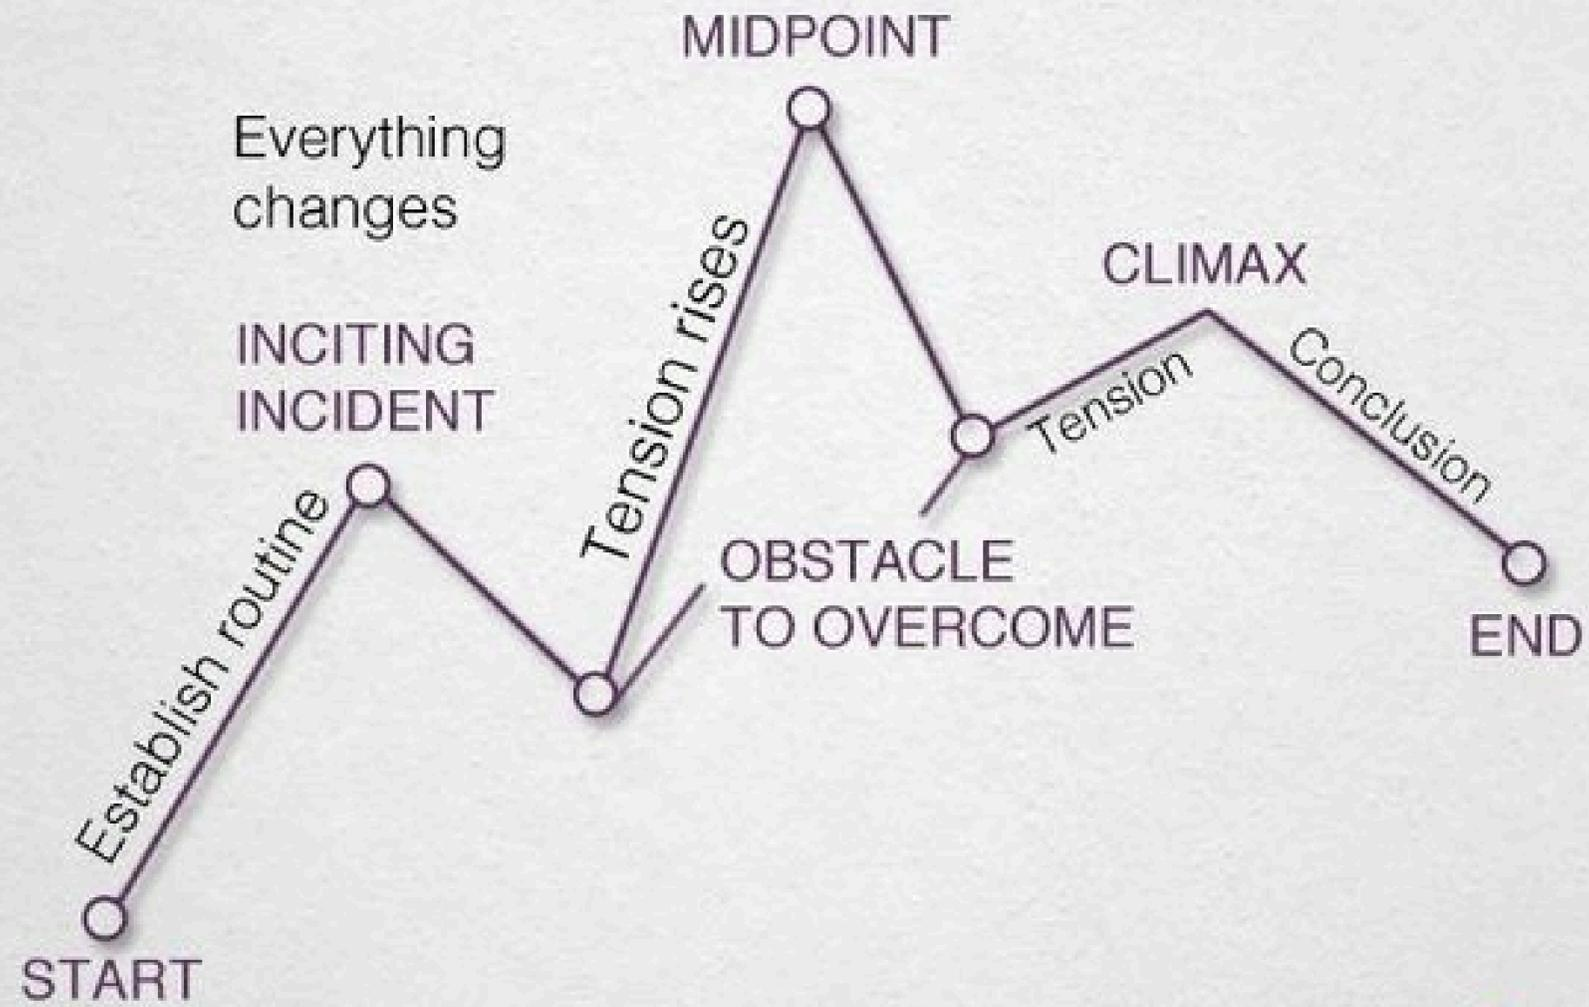 MIDPOINT
Everything
changes
INCITING
INCIDENT
Establish routine
START
Tension rises
OBSTACLE
TO OVERCOME
Tension
CLIMAX
Conclusion
END